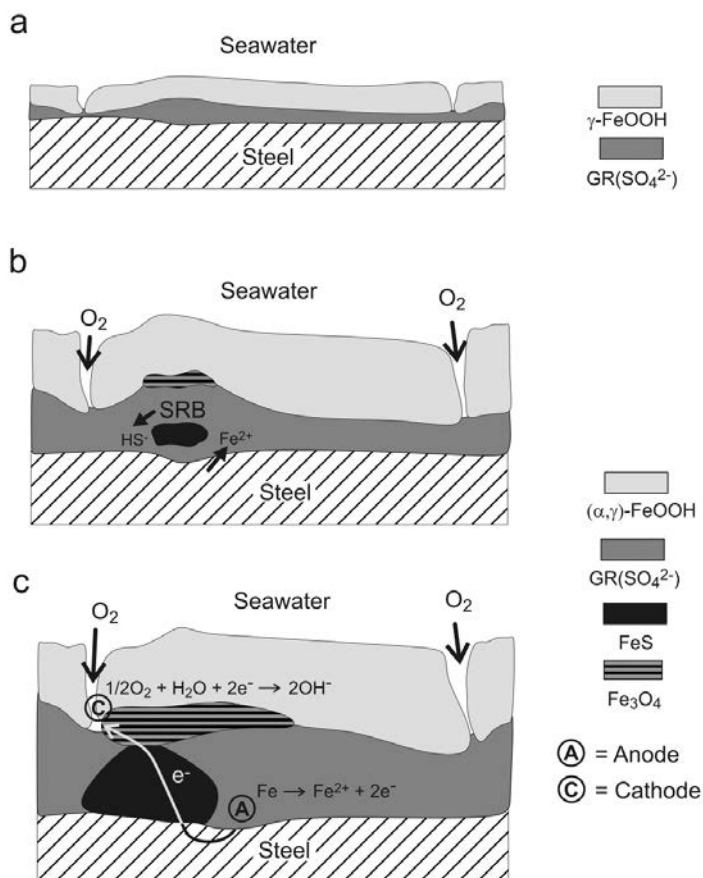 a
Seawater
Steel
γ-FeOOH
GR(SO₄²⁻)
b
Seawater
O₂
O₂
SRB
HS⁻
Fe²⁺
Steel
(α,γ)-FeOOH
GR(SO₄²⁻)
FeS
Fe₃O₄
c
Seawater
O₂
O₂
1/2O₂ + H₂O + 2e⁻ → 2OH⁻
C
e⁻
Fe → Fe²⁺ + 2e⁻
A
Steel
A = Anode
C = Cathode